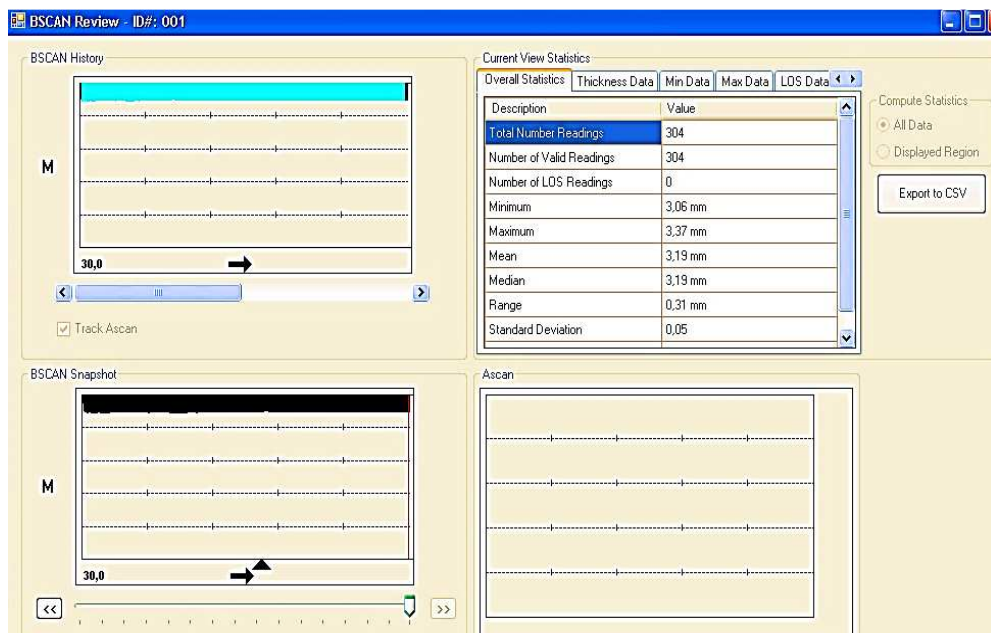 BSCAN Review - ID#: 001
BSCAN History
M
30,0
Track Ascan
Current View Statistics
Overall Statistics Thickness Data Min Data Max Data LOS Data
Description Value
Total Number Readings 304
Number of Valid Readings 304
Number of LOS Readings 0
Minimum 3,06 mm
Maximum 3,37 mm
Mean 3,19 mm
Median 3,19 mm
Range 0,31 mm
Standard Deviation 0,05
Compute Statistics
All Data
Displayed Region
Export to CSV
BSCAN Snapshot
M
30,0
<<
>>
Ascan